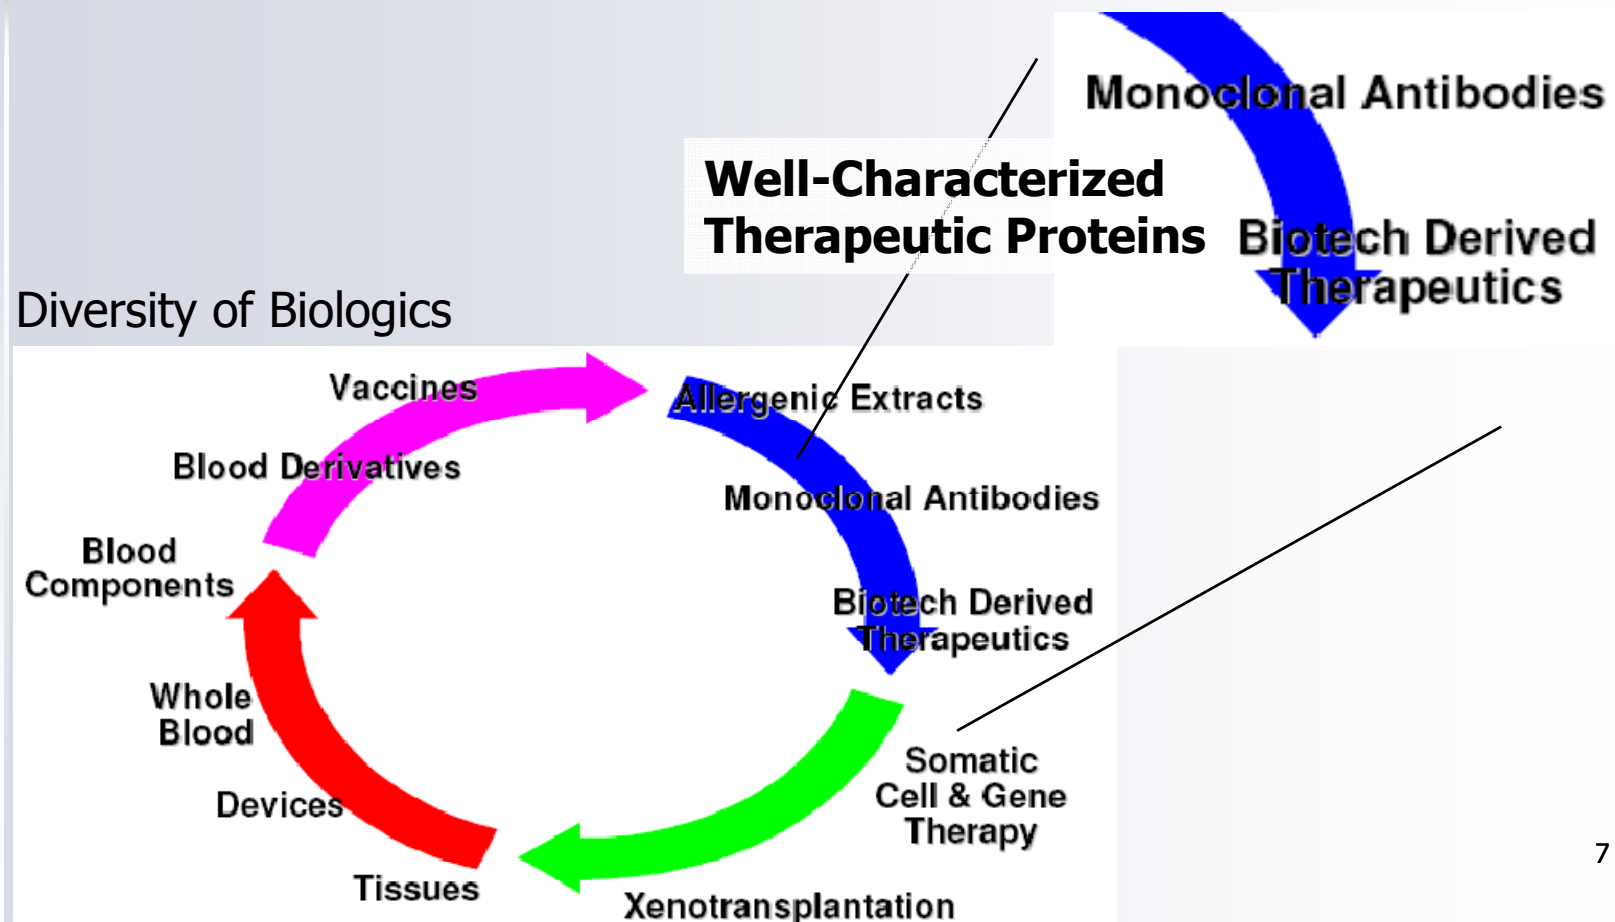 Monoclonal Antibodies
Well-Characterized
Therapeutic Proteins
Biotech Derived
Therapeutics
Diversity of Biologics
Vaccines
Allergenic Extracts
Blood Derivatives
Monoclonal Antibodies
Blood
Components
Biotech Derived
Therapeutics
Whole
Blood
Somatic
Cell & Gene
Therapy
Devices
Tissues
Xenotransplantation
7